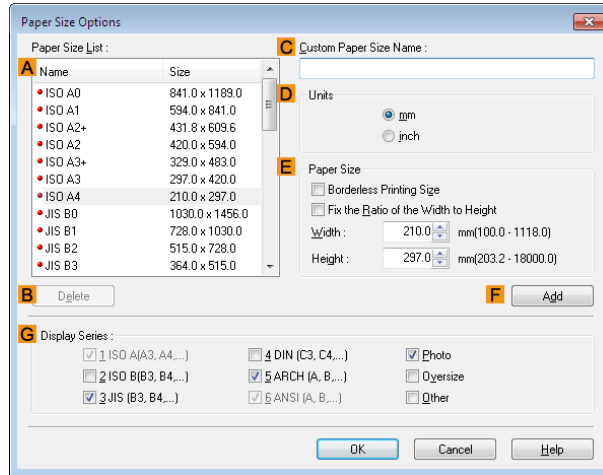 Paper Size Options
Paper Size List :
A
Name Size
ISO A0 841.0 x 1189.0
ISO A1 594.0 x 841.0
ISO A2+ 431.8 x 609.6
ISO A2 420.0 x 594.0
ISO A3+ 329.0 x 483.0
ISO A3 297.0 x 420.0
ISO A4 210.0 x 297.0
JIS B0 1030.0 x 1456.0
JIS B1 728.0 x 1030.0
JIS B2 515.0 x 728.0
JIS B3 364.0 x 515.0
B
Delete
C Custom Paper Size Name :
D
Units
mm
inch
E
Paper Size
Borderless Printing Size
Fix the Ratio of the Width to Height
Width : 210.0 mm(100.0 - 1118.0)
Height : 297.0 mm(203.2 - 18000.0)
F Add
G Display Series :
1 ISO A(A3, A4,...) 4 DIN (C3, C4,...) Photo
2 ISO B(B3, B4,...) 5 ARCH (A, B,...) Oversize
3 JIS (B3, B4,...) 6 ANSI (A, B,...) Other
OK Cancel Help